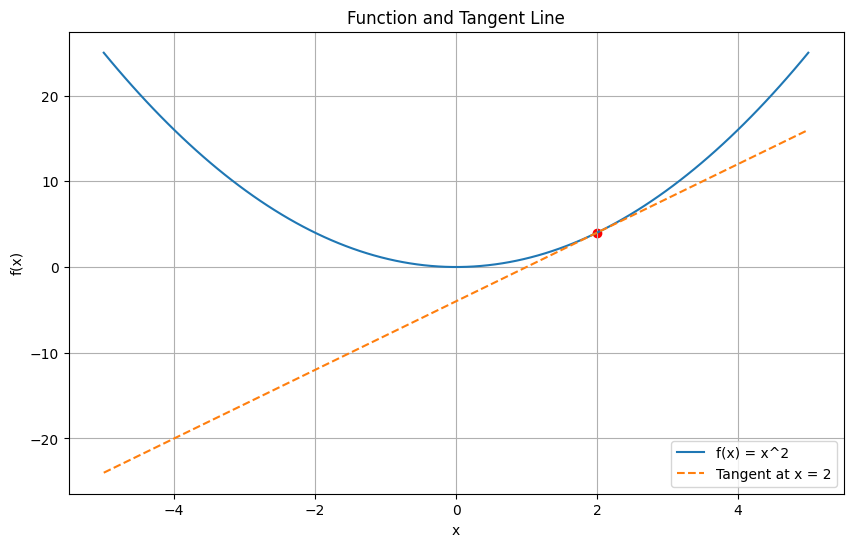 Function and Tangent Line
f(x)
20
10
0
−10
−20
−4
−2
0
2
4
x
f(x) = x^2
Tangent at x = 2